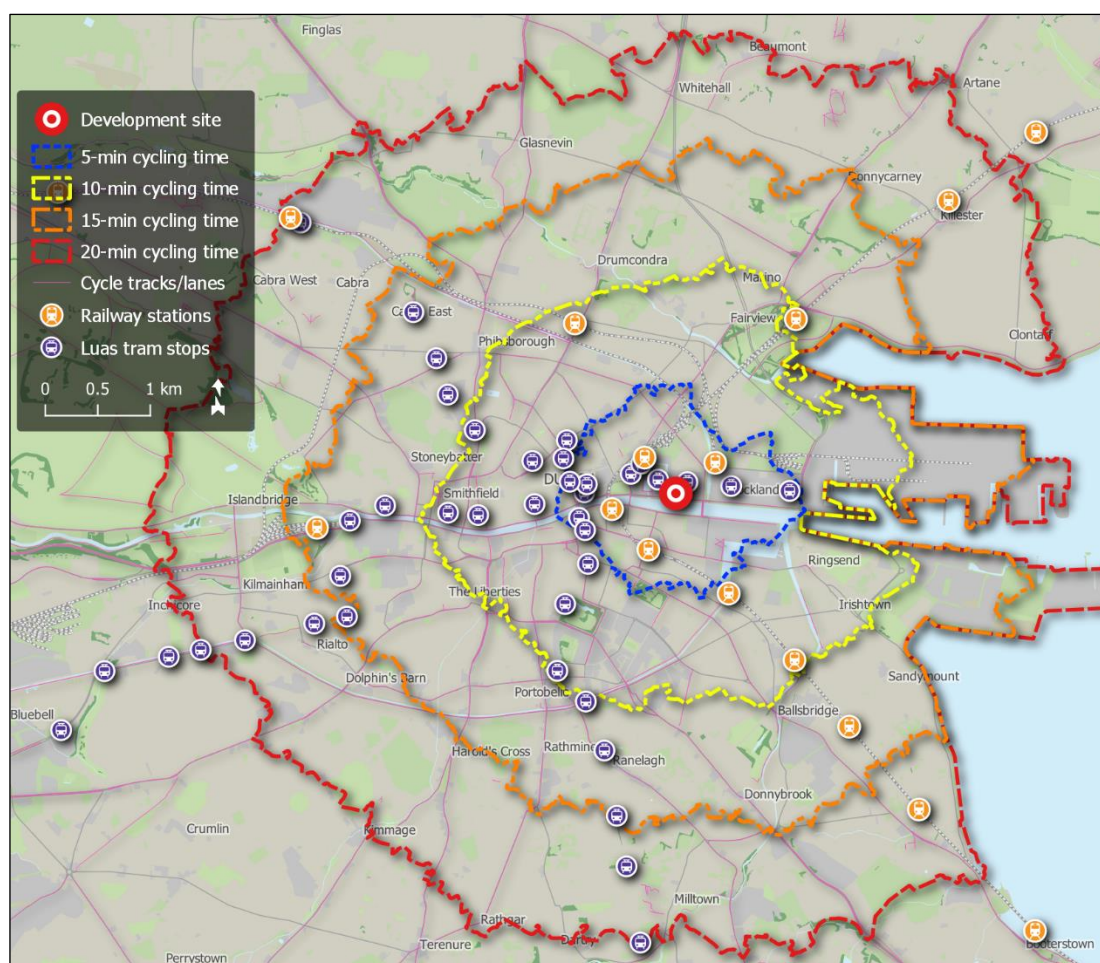 Finglas
Beaumont
Whitehall
Artane
Development site
5-min cycling time
10-min cycling time
15-min cycling time
20-min cycling time
Cycle tracks/lanes
Railway stations
Luas tram stops
0 0.5 1 km
Glasnevin
Donnycarney
Killester
Drumcondra
Marino
Cabra West
Cabra
Fairview
Clontarf
Phibsborough
Stoneybatter
Smithfield
Islandbridge
Ringsend
Kilmainham
The Liberties
Irishtown
Inchicore
Rialto
Dolphin's Barn
Sandymount
Portobello
Bluebell
Ballsbridge
Harold's Cross
Rathmines
Ranelagh
Donnybrook
Crumlin
Kimmage
Milltown
Rathgar
Terenure
Dartry
Booterstown
Perrystown